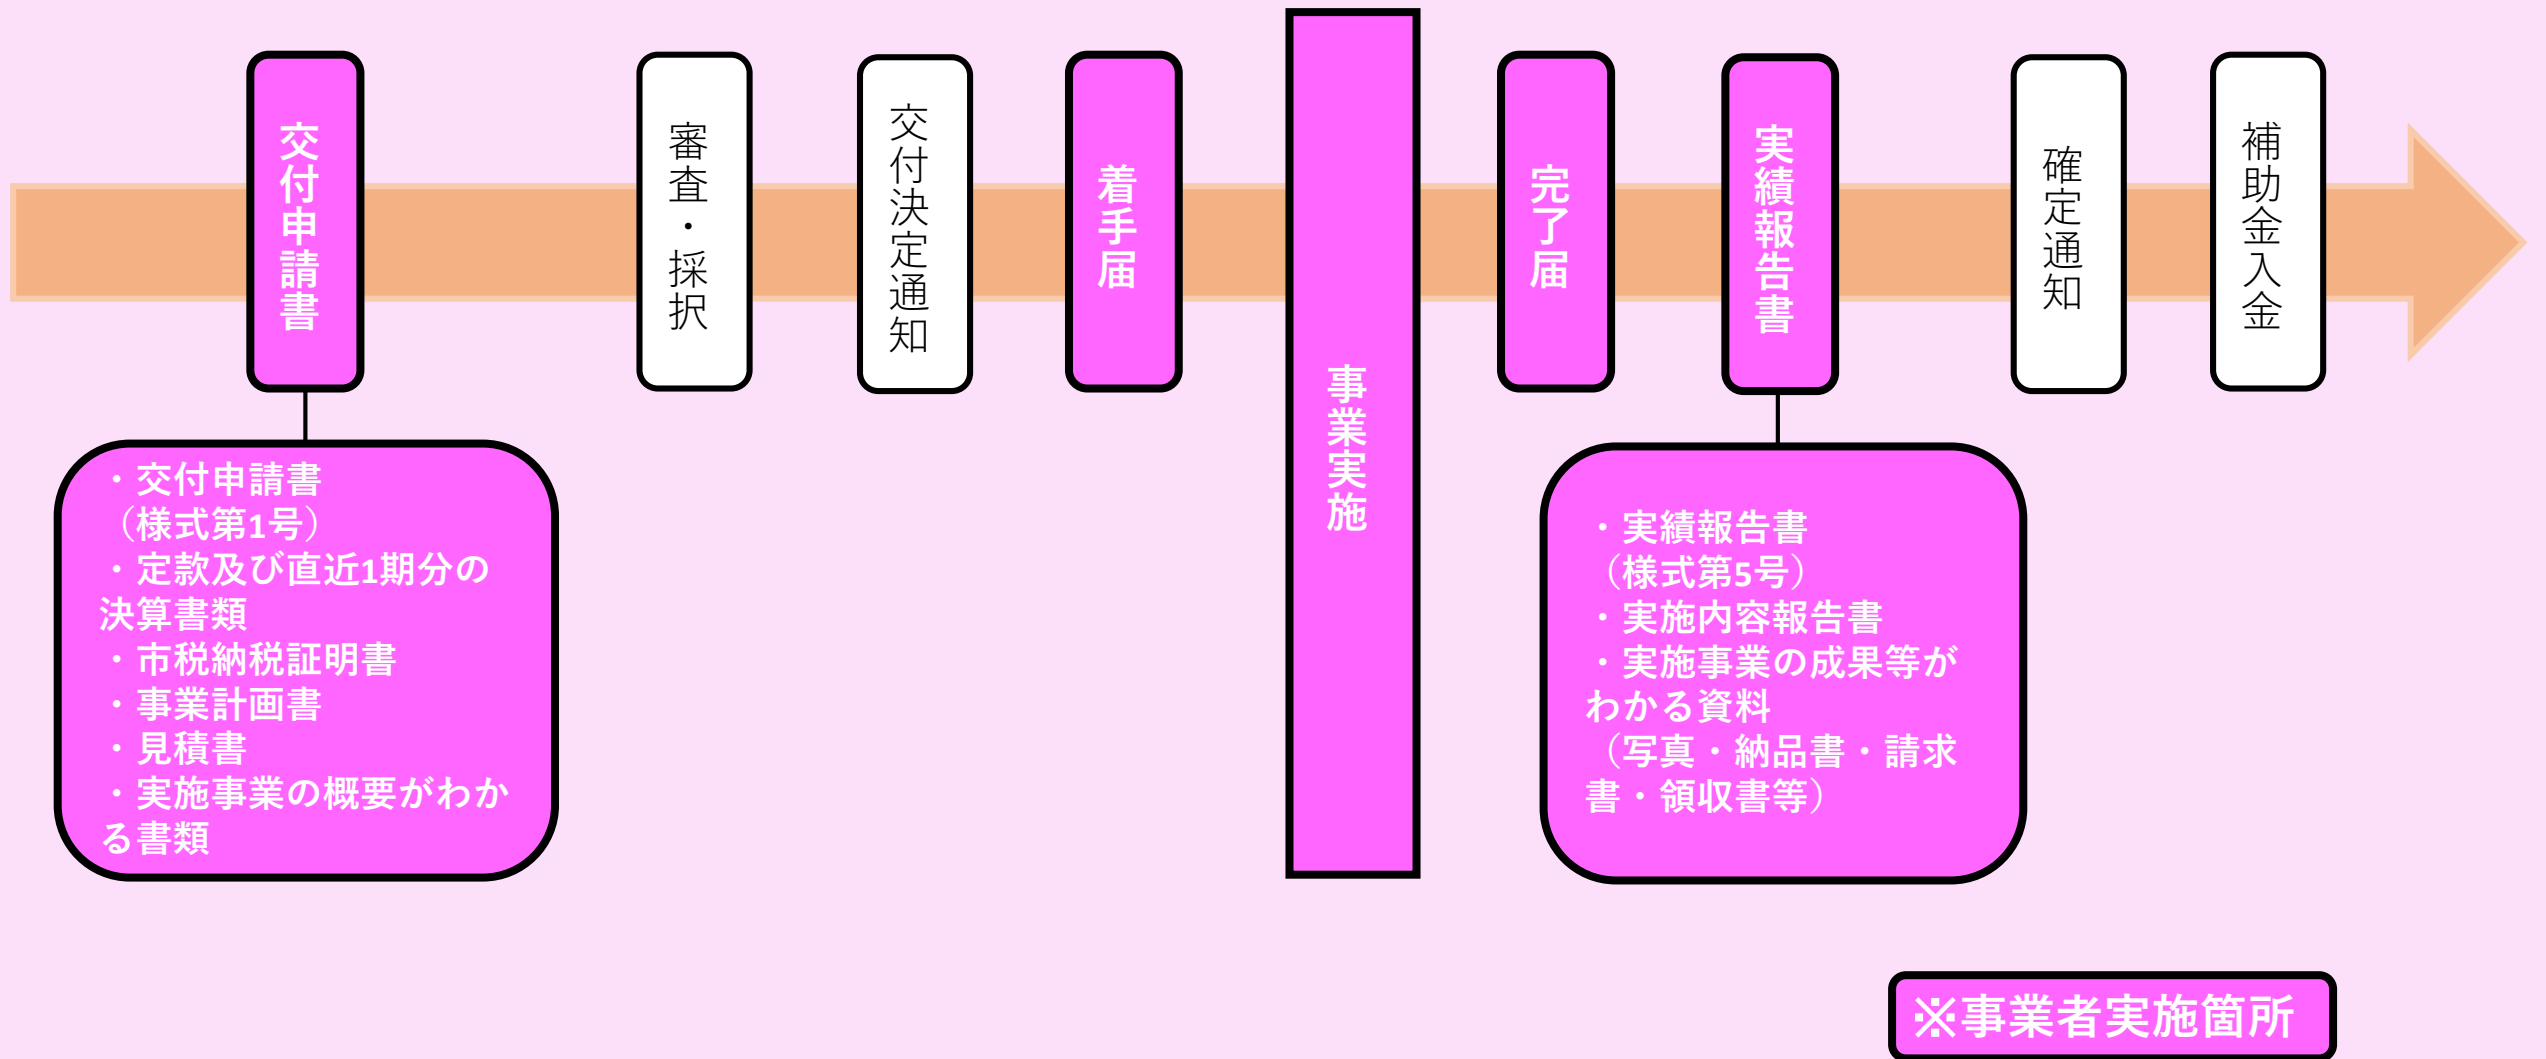 交付申請書
審査・採択
交付決定通知
着手届
事業実施
完了届
実績報告書
確定通知
補助金入金
・交付申請書
（様式第1号）
・定款及び直近1期分の
決算書類
・市税納税証明書
・事業計画書
・見積書
・実施事業の概要がわか
る書類
・実績報告書
（様式第5号）
・実施内容報告書
・実施事業の成果等が
わかる資料
（写真・納品書・請求
書・領収書等）
※事業者実施箇所